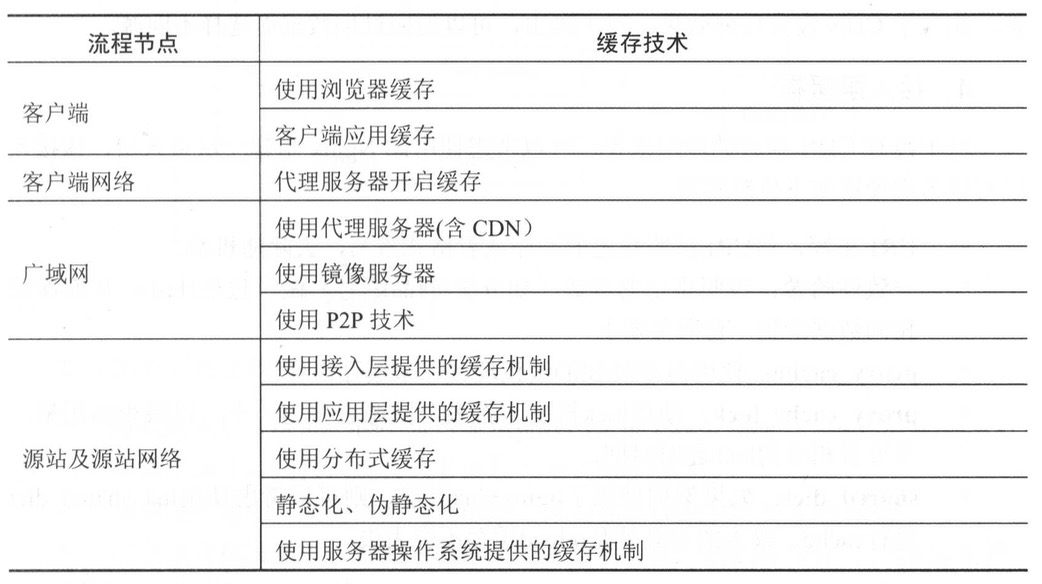 流程节点 缓存技术
客户端 使用浏览器缓存
客户端应用缓存
客户端网络 代理服务器开启缓存
广域网 使用代理服务器(含 CDN）
使用镜像服务器
使用 P2P 技术
源站及源站网络 使用接入层提供的缓存机制
使用应用层提供的缓存机制
使用分布式缓存
静态化、伪静态化
使用服务器操作系统提供的缓存机制